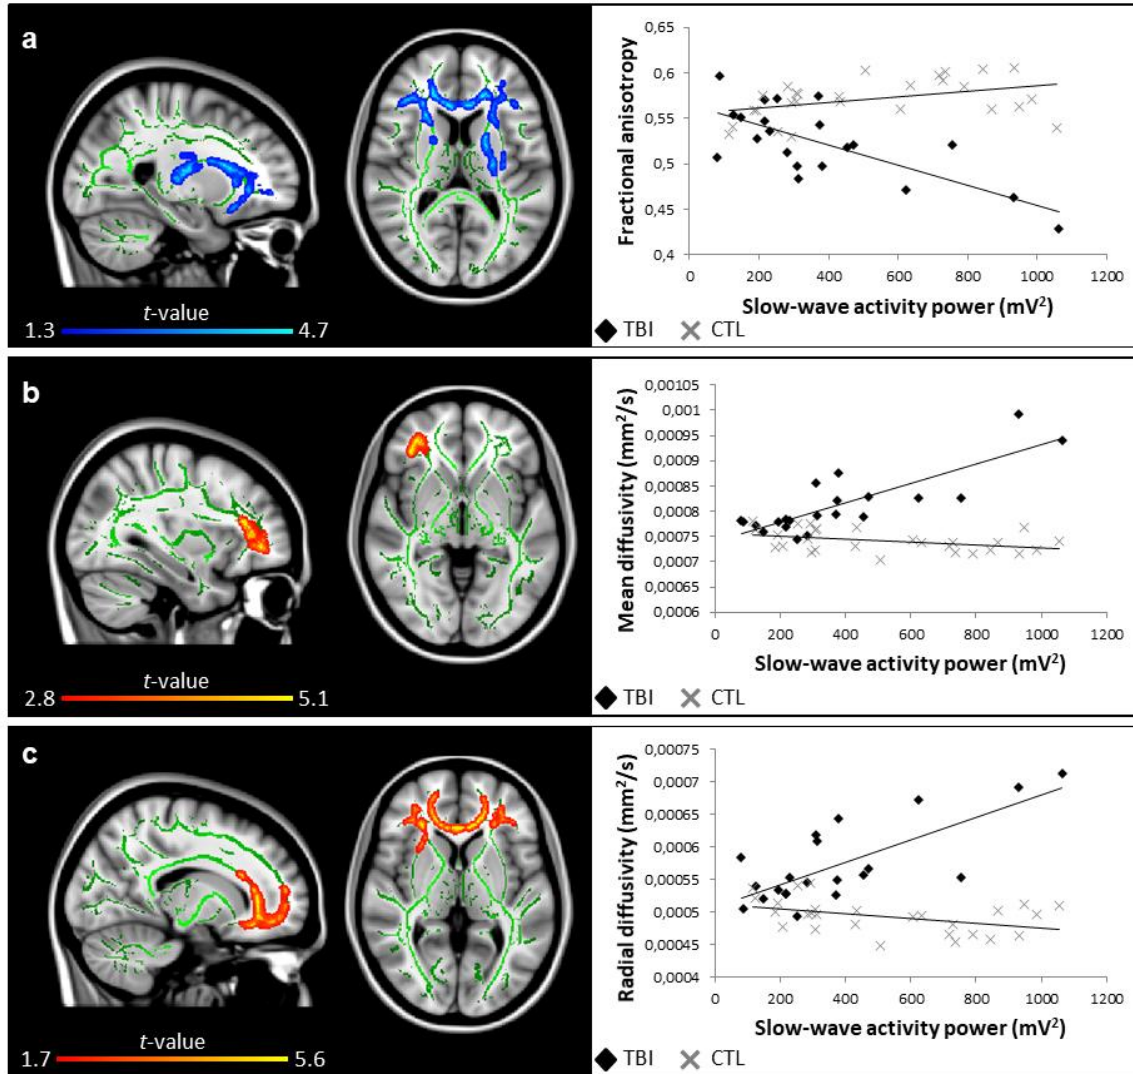 a
t-value
1.3 4.7
Fractional anisotropy
0,65
0,6
0,55
0,5
0,45
0,4
0 200 400 600 800 1000 1200
Slow-wave activity power (mV²)
TBI CTL
b
t-value
2.8 5.1
Mean diffusivity (mm²/s)
0,00105
0,001
0,00095
0,0009
0,00085
0,0008
0,00075
0,0007
0,00065
0,0006
0 200 400 600 800 1000 1200
Slow-wave activity power (mV²)
TBI CTL
c
t-value
1.7 5.6
Radial diffusivity (mm²/s)
0,00075
0,0007
0,00065
0,0006
0,00055
0,0005
0,00045
0,0004
0 200 400 600 800 1000 1200
Slow-wave activity power (mV²)
TBI CTL